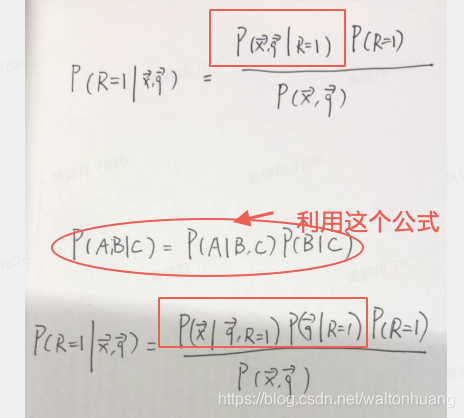 P(R=1|x⃗,q⃗) = P(x⃗,q⃗|R=1) P(R=1) / P(x⃗,q⃗)
利用这个公式
P(A,B|C) = P(A|B,C) P(B|C)
P(R=1|x⃗,q⃗) = P(x⃗|q⃗,R=1) P(q⃗|R=1) P(R=1) / P(x⃗,q⃗)
https://blog.csdn.net/waltonhuang